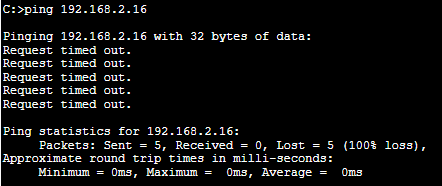 C:>ping 192.168.2.16
Pinging 192.168.2.16 with 32 bytes of data:
Request timed out.
Request timed out.
Request timed out.
Request timed out.
Request timed out.
Ping statistics for 192.168.2.16:
Packets: Sent = 5, Received = 0, Lost = 5 (100% loss),
Approximate round trip times in milli-seconds:
Minimum = 0ms, Maximum =  0ms, Average =  0ms